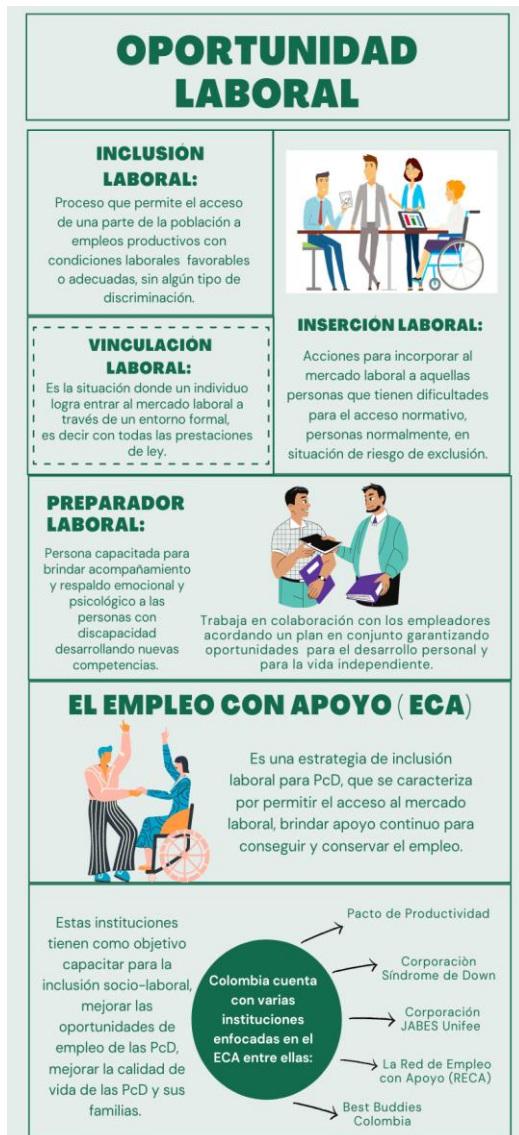 OPORTUNIDAD
LABORAL
INCLUSIÓN
LABORAL:
Proceso que permite el acceso
de una parte de la población a
empleos productivos con
condiciones laborales favorables
o adecuadas, sin algún tipo de
discriminación.
VINCULACIÓN
LABORAL:
Es la situación donde un individuo
logra entrar al mercado laboral a
través de un entorno formal,
es decir con todas las prestaciones
de ley.
INSERCIÓN LABORAL:
Acciones para incorporar al
mercado laboral a aquellas
personas que tienen dificultades
para el acceso normativo,
personas normalmente, en
situación de riesgo de exclusión.
PREPARADOR
LABORAL:
Persona capacitada para
brindar acompañamiento
y respaldo emocional y
psicológico a las
personas con
discapacidad
desarrollando nuevas
competencias.
Trabaja en colaboración con los empleadores
acordando un plan en conjunto garantizando
oportunidades para el desarrollo personal y
para la vida independiente.
EL EMPLEO CON APOYO ( ECA)
Es una estrategia de inclusión
laboral para PcD, que se caracteriza
por permitir el acceso al mercado
laboral, brindar apoyo continuo para
conseguir y conservar el empleo.
Estas instituciones
tienen como objetivo
capacitar para la
inclusión socio-laboral,
mejorar las
oportunidades de
empleo de las PcD,
mejorar la calidad de
vida de las PcD y sus
familias.
Colombia cuenta
con varias
instituciones
enfocadas en el
ECA entre ellas:
Pacto de Productividad
Corporaciòn
Síndrome de Down
Corporación
JABES Unifee
La Red de Empleo
con Apoyo (RECA)
Best Buddies
Colombia